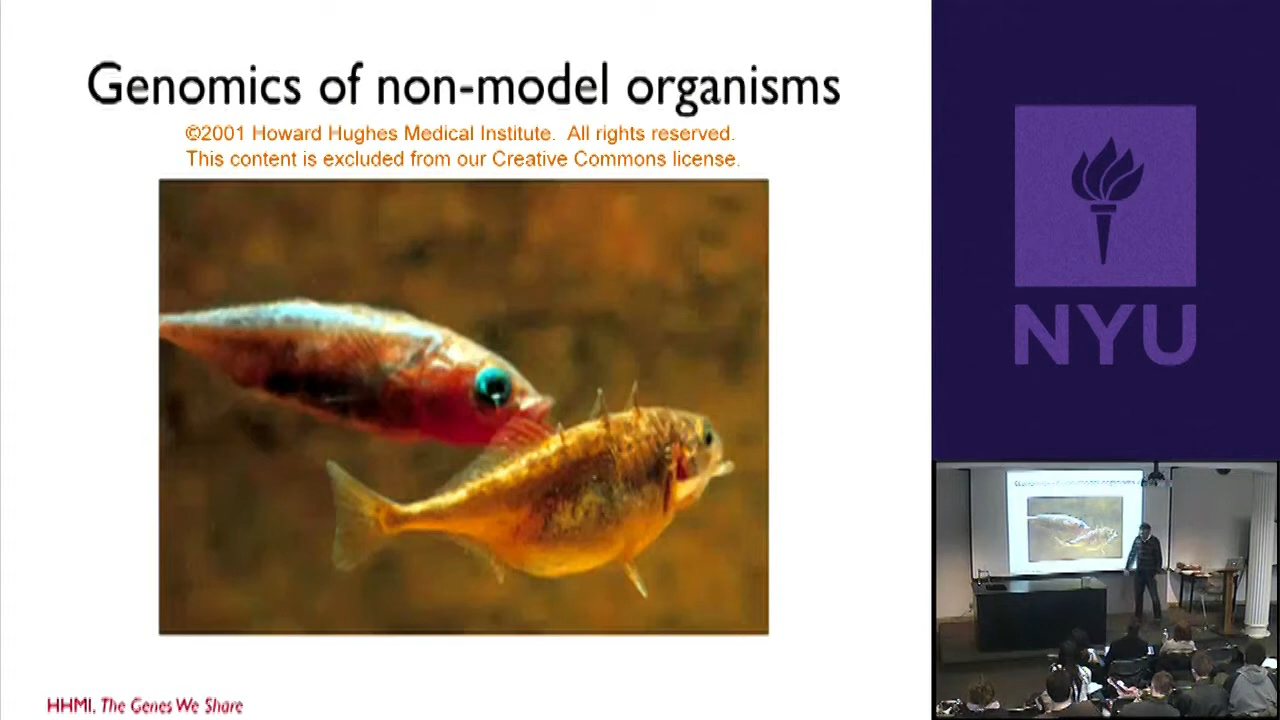 Genomics of non-model organisms
©2001 Howard Hughes Medical Institute. All rights reserved.
This content is excluded from our Creative Commons license.
HHMI, The Genes We Share
NYU